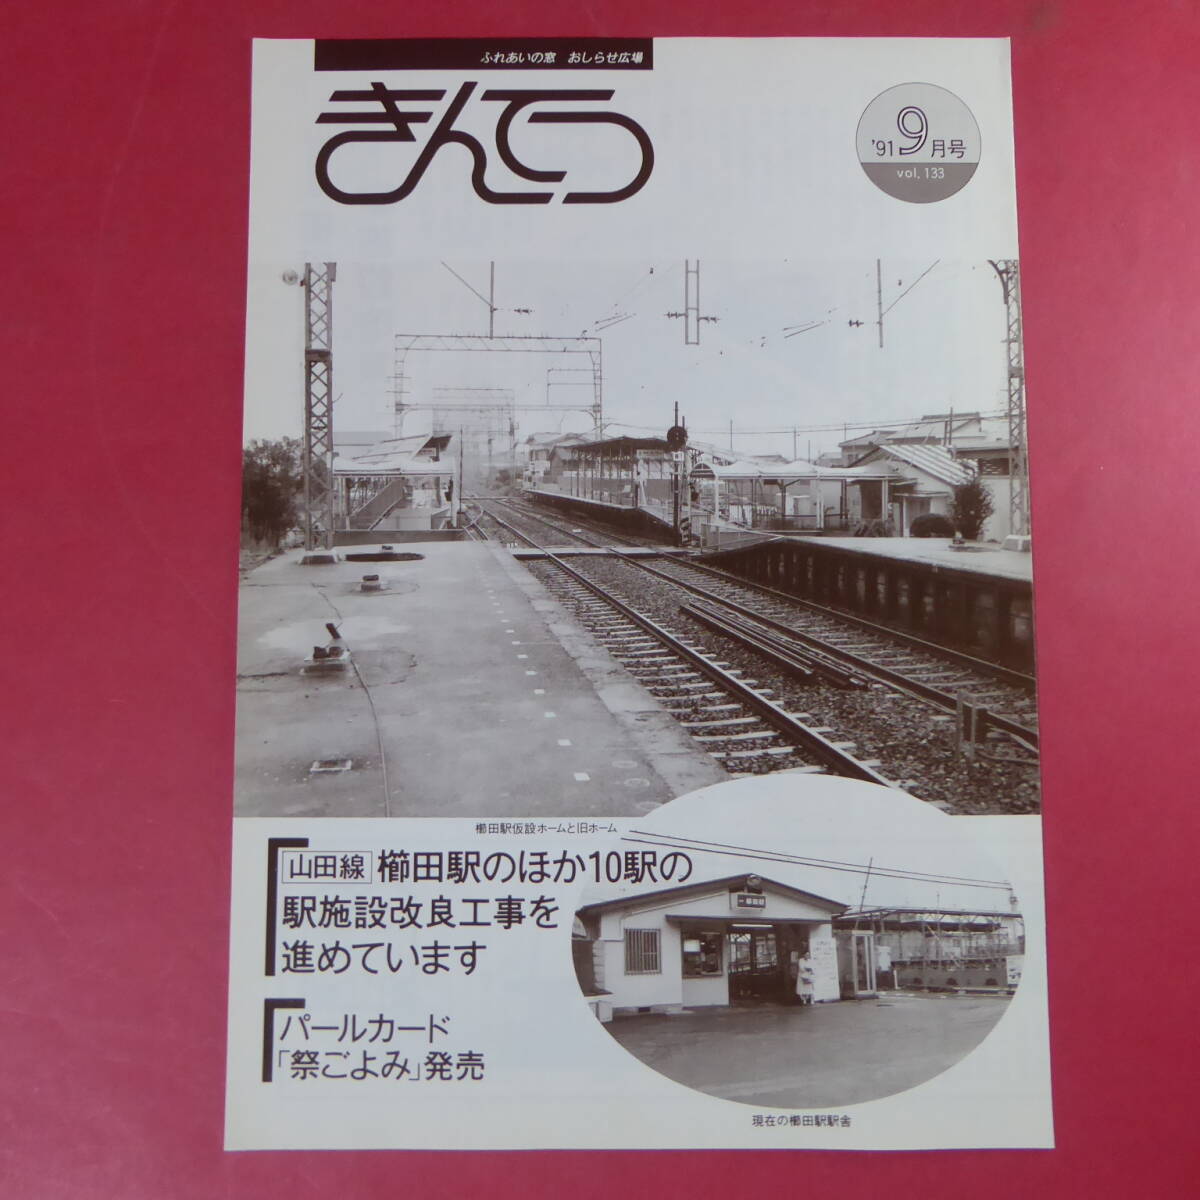 ふれあいの窓 おしらせ広場
きんてつ
'91 9月号
vol. 133
櫛田駅仮設ホームと旧ホーム
山田線 櫛田駅のほか10駅の
駅施設改良工事を
進めています
パールカード
「祭ごよみ」発売
現在の櫛田駅駅舎